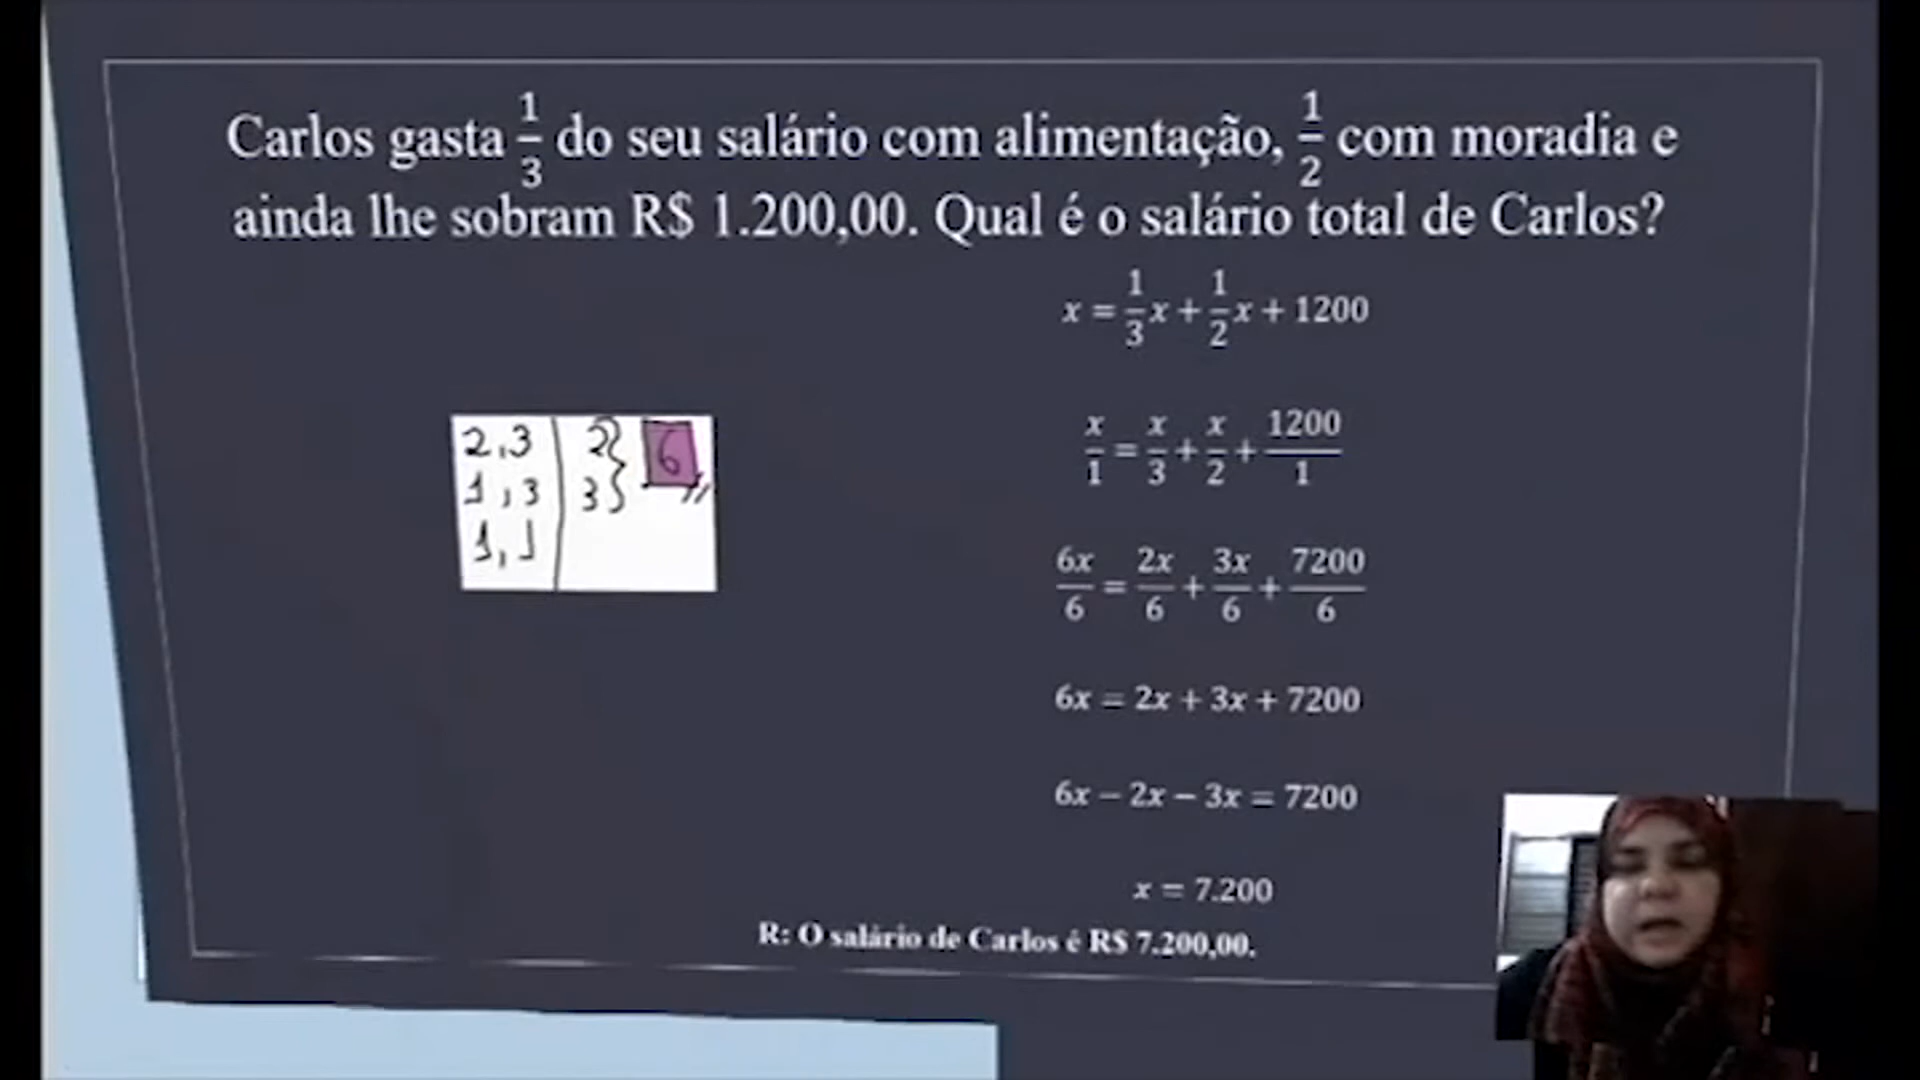 Carlos gasta 1/3 do seu salário com alimentação, 1/2 com moradia e
ainda lhe sobram R$ 1.200,00. Qual é o salário total de Carlos?
x = 1/3 x + 1/2 x + 1200
x/1 = x/3 + x/2 + 1200/1
6x/6 = 2x/6 + 3x/6 + 7200/6
6x = 2x + 3x + 7200
6x − 2x − 3x = 7200
x = 7.200
R: O salário de Carlos é R$ 7.200,00.
2,3 | 2 } 6
1,3 | 3 }
1,1 |